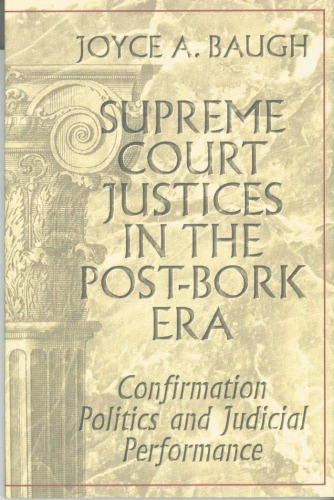 JOYCE A. BAUGH
SUPREME
COURT
JUSTICES
IN THE
POST-BORK
ERA
Confirmation
Politics and Judicial
Performance